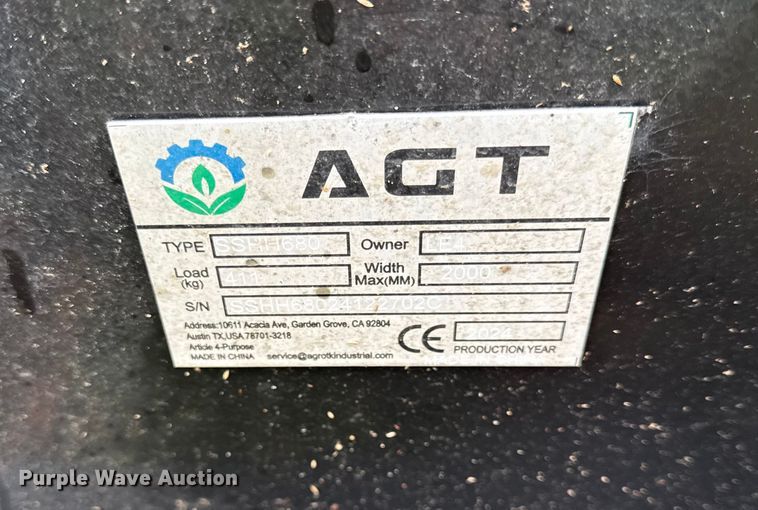 AGT
TYPE SSHH680 Owner
Load (kg) Width Max(MM) 2000
S/N
Address:10611 Acacia Ave, Garden Grove, CA 92804
Austin TX,USA 78701-3218
Article 4-Purpose
MADE IN CHINA service@agrotkindustrial.com
CE 2024
PRODUCTION YEAR
Purple Wave Auction